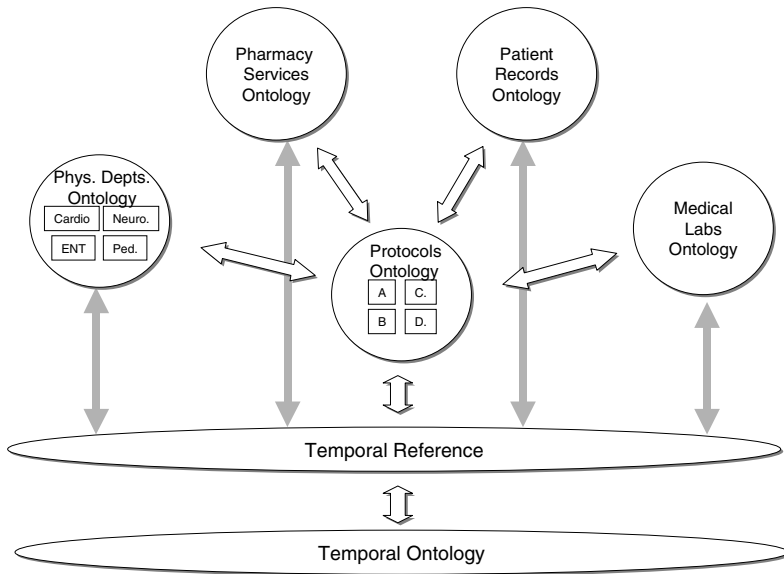 Pharmacy
Services
Ontology
Patient
Records
Ontology
Phys. Depts.
Ontology
Cardio
Neuro.
ENT
Ped.
Medical
Labs
Ontology
Protocols
Ontology
A
C.
B
D.
Temporal Reference
Temporal Ontology